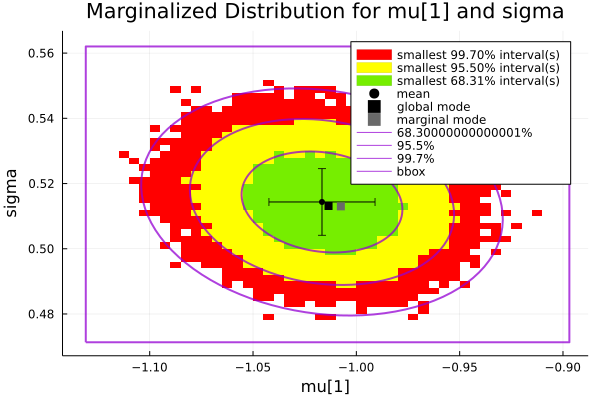 Marginalized Distribution for mu[1] and sigma
smallest 99.70% interval(s)
smallest 95.50% interval(s)
smallest 68.31% interval(s)
mean
global mode
marginal mode
68.30000000000001%
95.5%
99.7%
bbox
sigma
0.56
0.54
0.52
0.50
0.48
−1.10 −1.05 −1.00 −0.95 −0.90
mu[1]